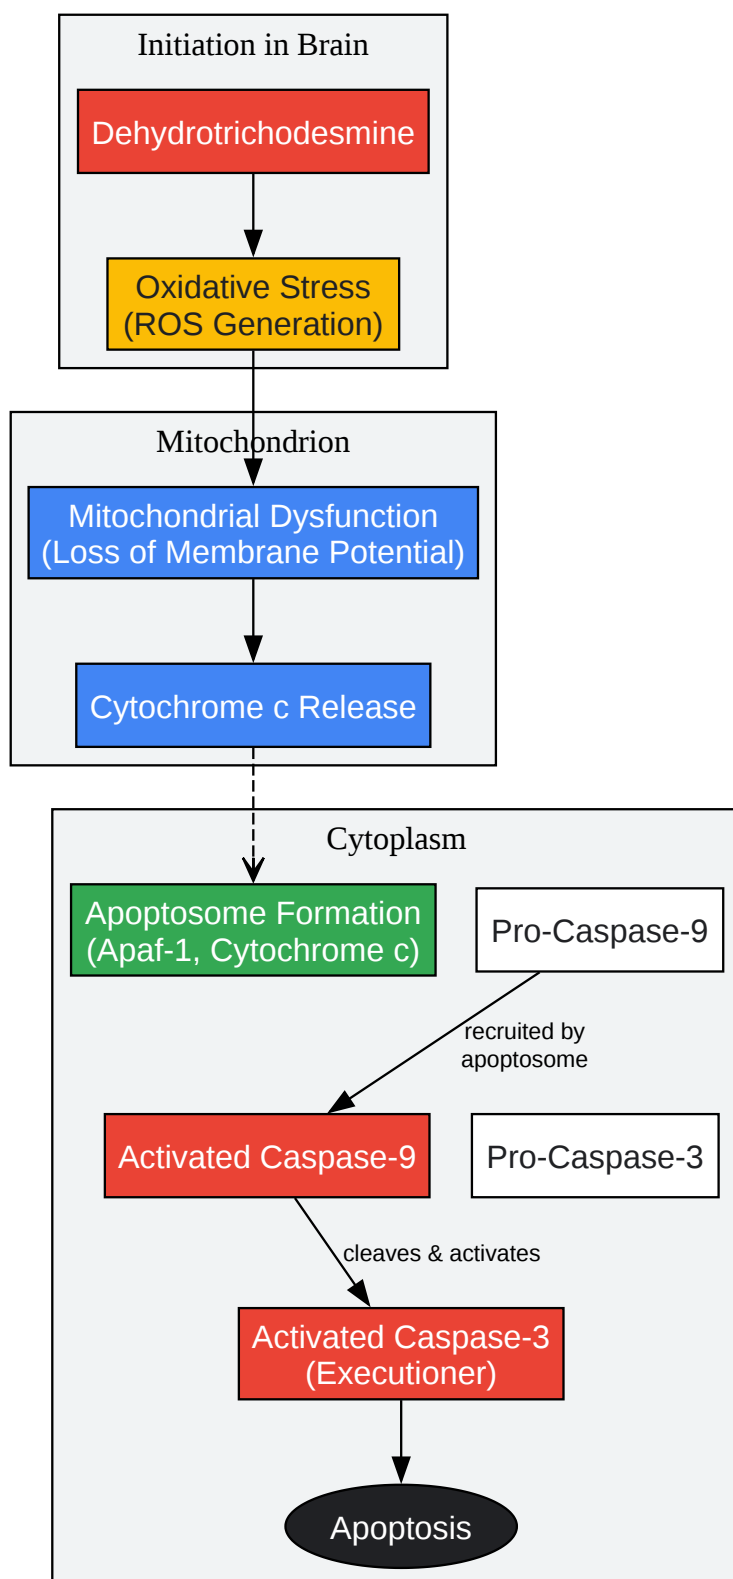 Initiation in Brain
Dehydrotrichodesmine
Oxidative Stress
(ROS Generation)
Mitochondrion
Mitochondrial Dysfunction
(Loss of Membrane Potential)
Cytochrome c Release
Cytoplasm
Apoptosome Formation
(Apaf-1, Cytochrome c)
Pro-Caspase-9
recruited by
apoptosome
Activated Caspase-9
Pro-Caspase-3
cleaves & activates
Activated Caspase-3
(Executioner)
Apoptosis